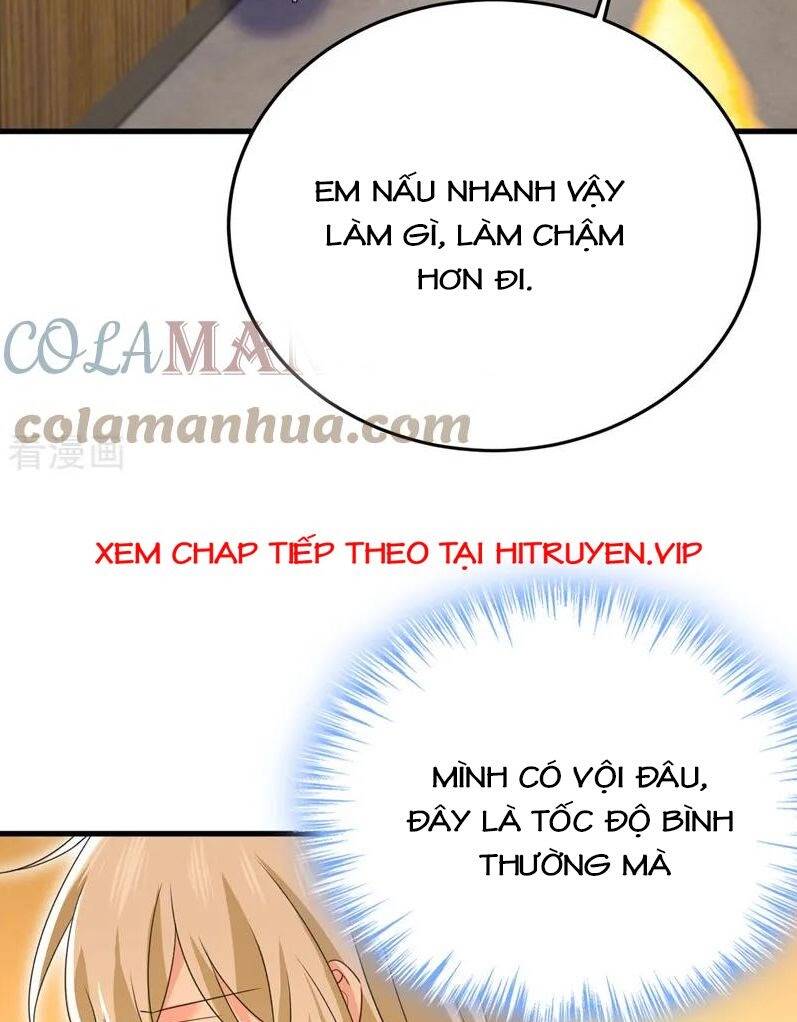 EM NẤU NHANH VẬY
LÀM GÌ, LÀM CHẬM
HƠN ĐI.
COLAMAN
colamanhua.com
看漫画
XEM CHAP TIẾP THEO TẠI HITRUYEN.VIP
MÌNH CÓ VỘI ĐÂU,
ĐÂY LÀ TỐC ĐỘ BÌNH
THƯỜNG MÀ